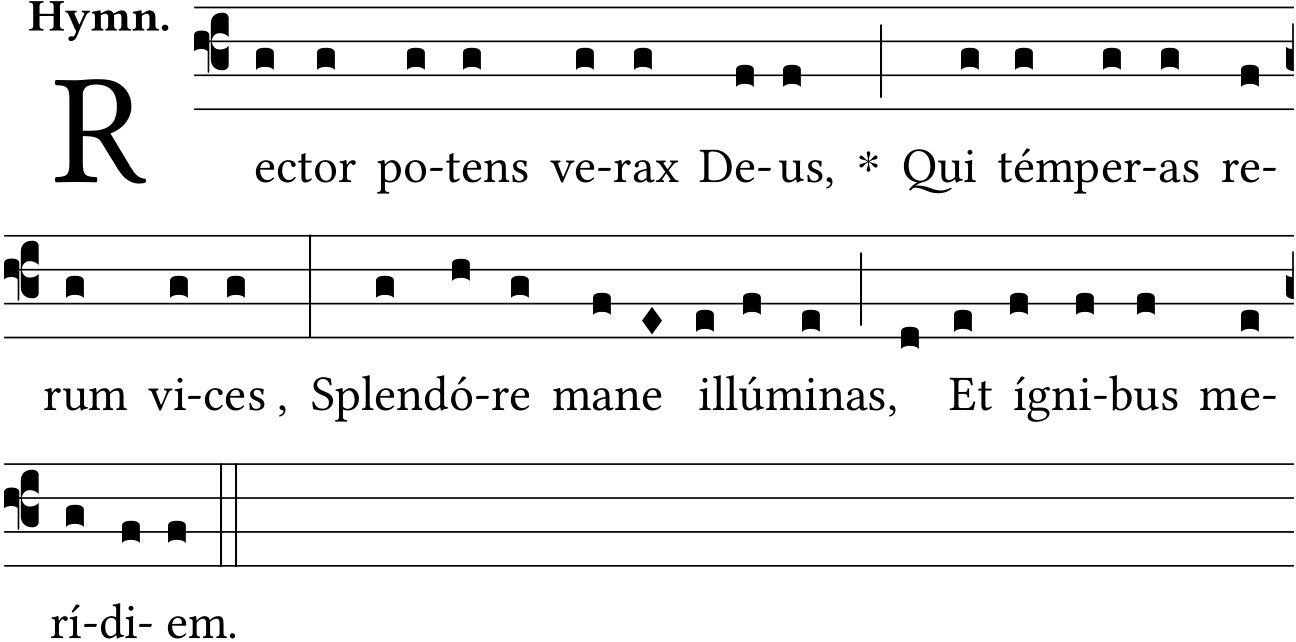 Hymn.
Rector po-tens ve-rax De-us, * Qui témper-as re-
rum vi-ces , Splendó-re mane illúminas, Et ígni-bus me-
rí-di- em.